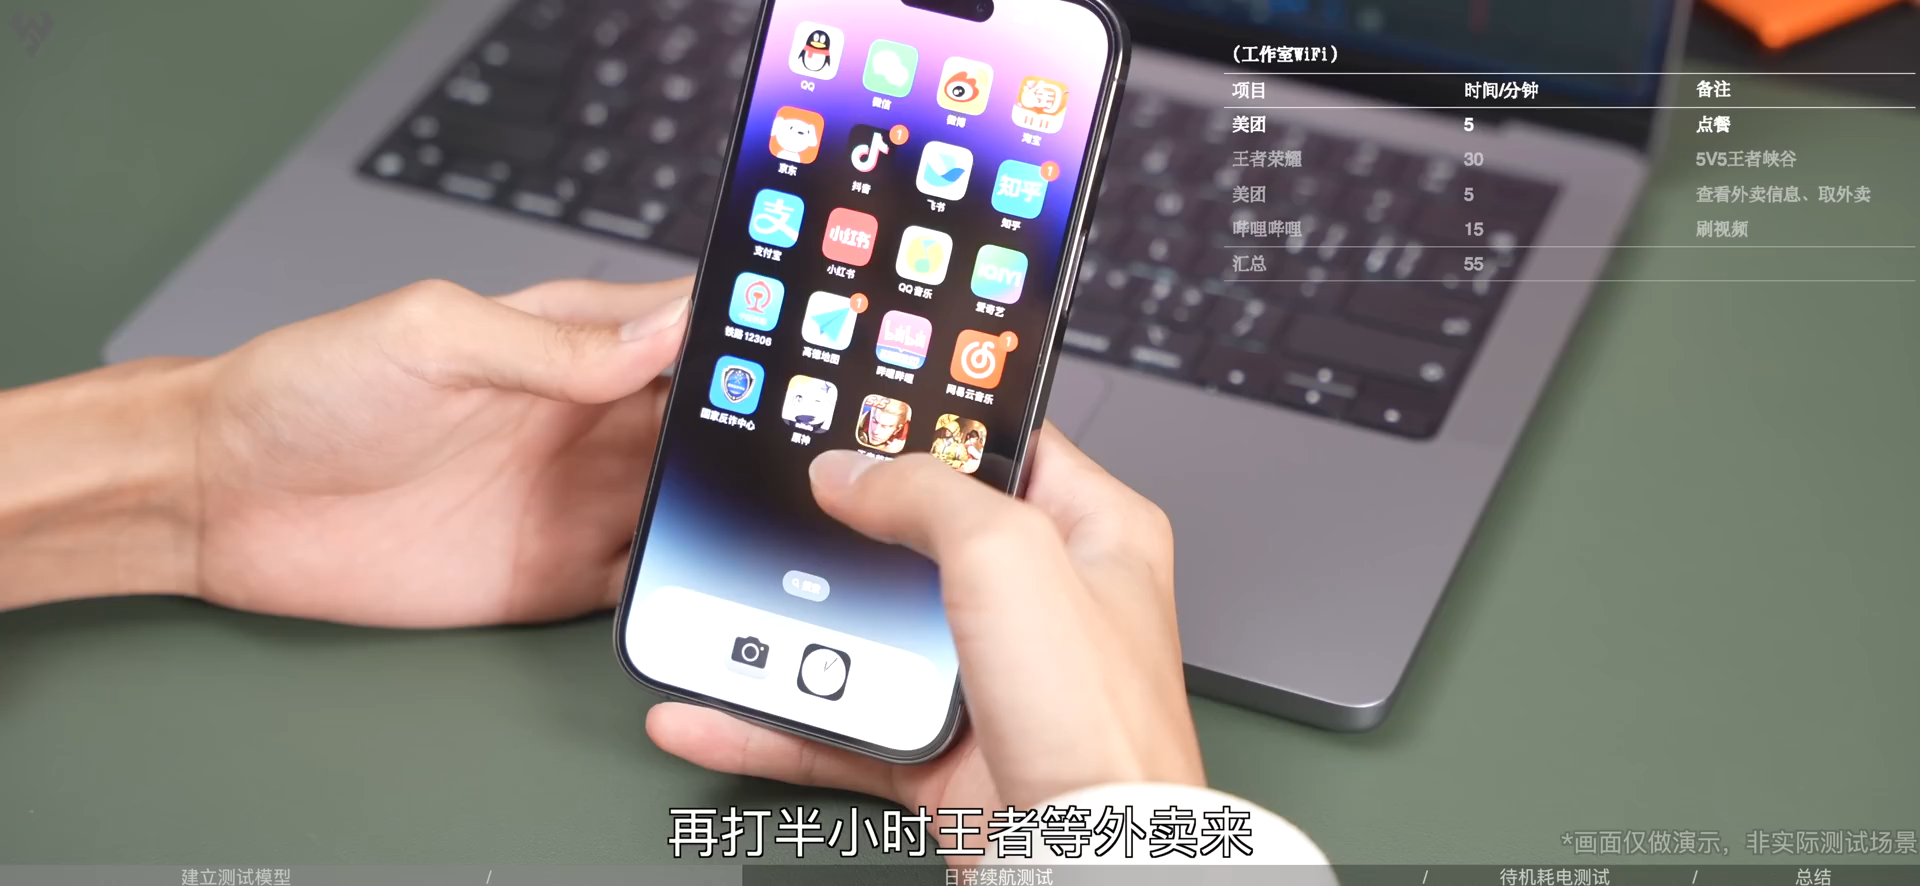 (工作室WiFi)
项目 时间/分钟 备注
美团 5 点餐
王者荣耀 30 5V5王者峡谷
美团 5 查看外卖信息、取外卖
哔哩哔哩 15 刷视频
汇总 55
QQ
微信
微博
淘宝
京东
抖音
飞书
知乎
支付宝
小红书
QQ音乐
爱奇艺
铁路12306
高德地图
哔哩哔哩
网易云音乐
国家反诈中心
原神
再打半小时王者等外卖来
*画面仅做演示，非实际测试场景
建立测试模型 / 日常续航测试 / 待机耗电测试 / 总结